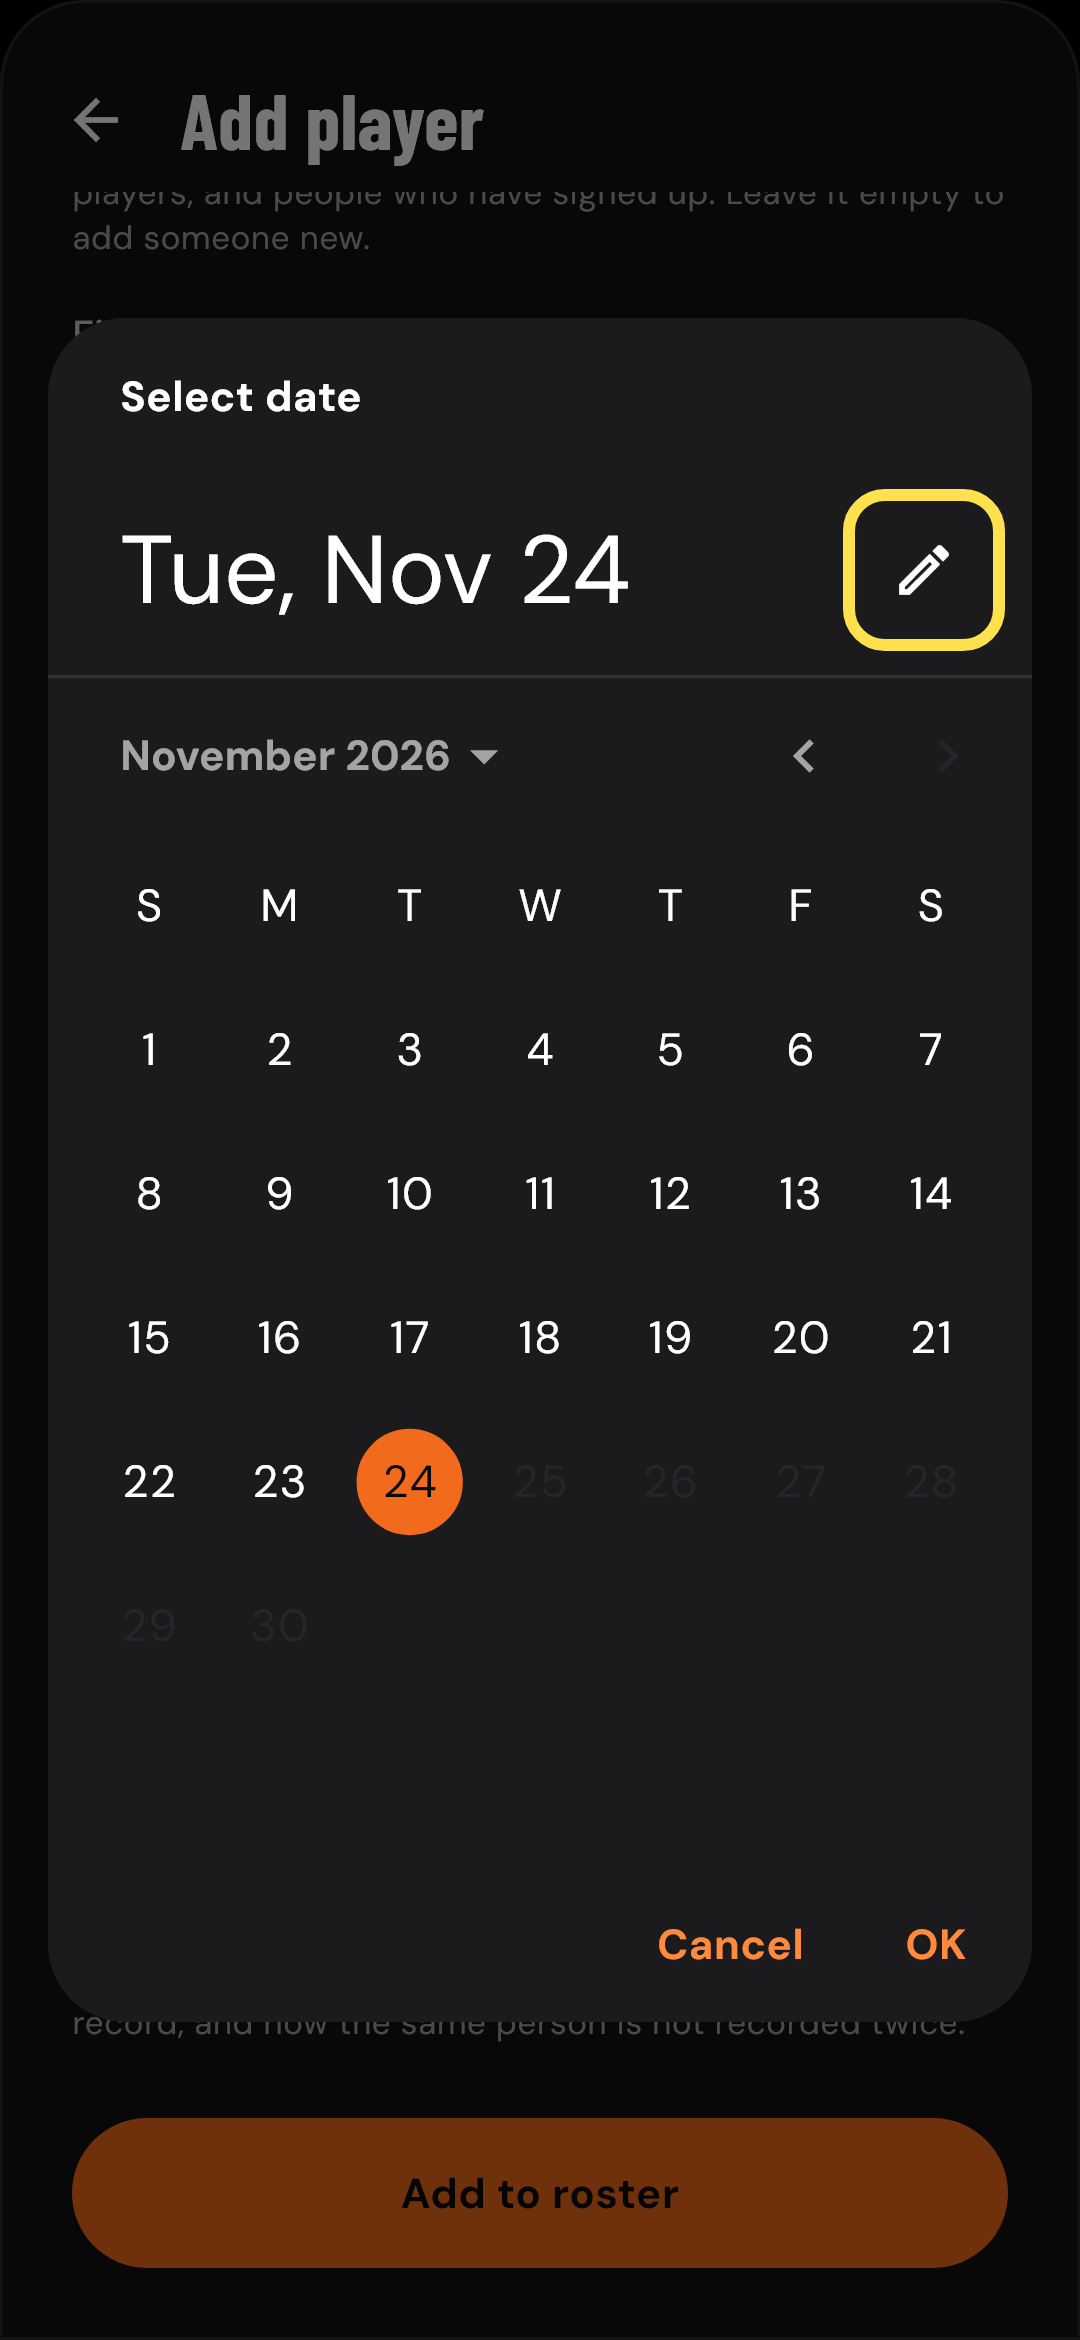 Add player
players, and people who have signed up. Leave it empty to
add someone new.
Select date
Tue, Nov 24
November 2026
S M T W T F S
1 2 3 4 5 6 7
8 9 10 11 12 13 14
15 16 17 18 19 20 21
22 23 24 25 26 27 28
29 30
Cancel OK
record, and how the same person is not recorded twice.
Add to roster